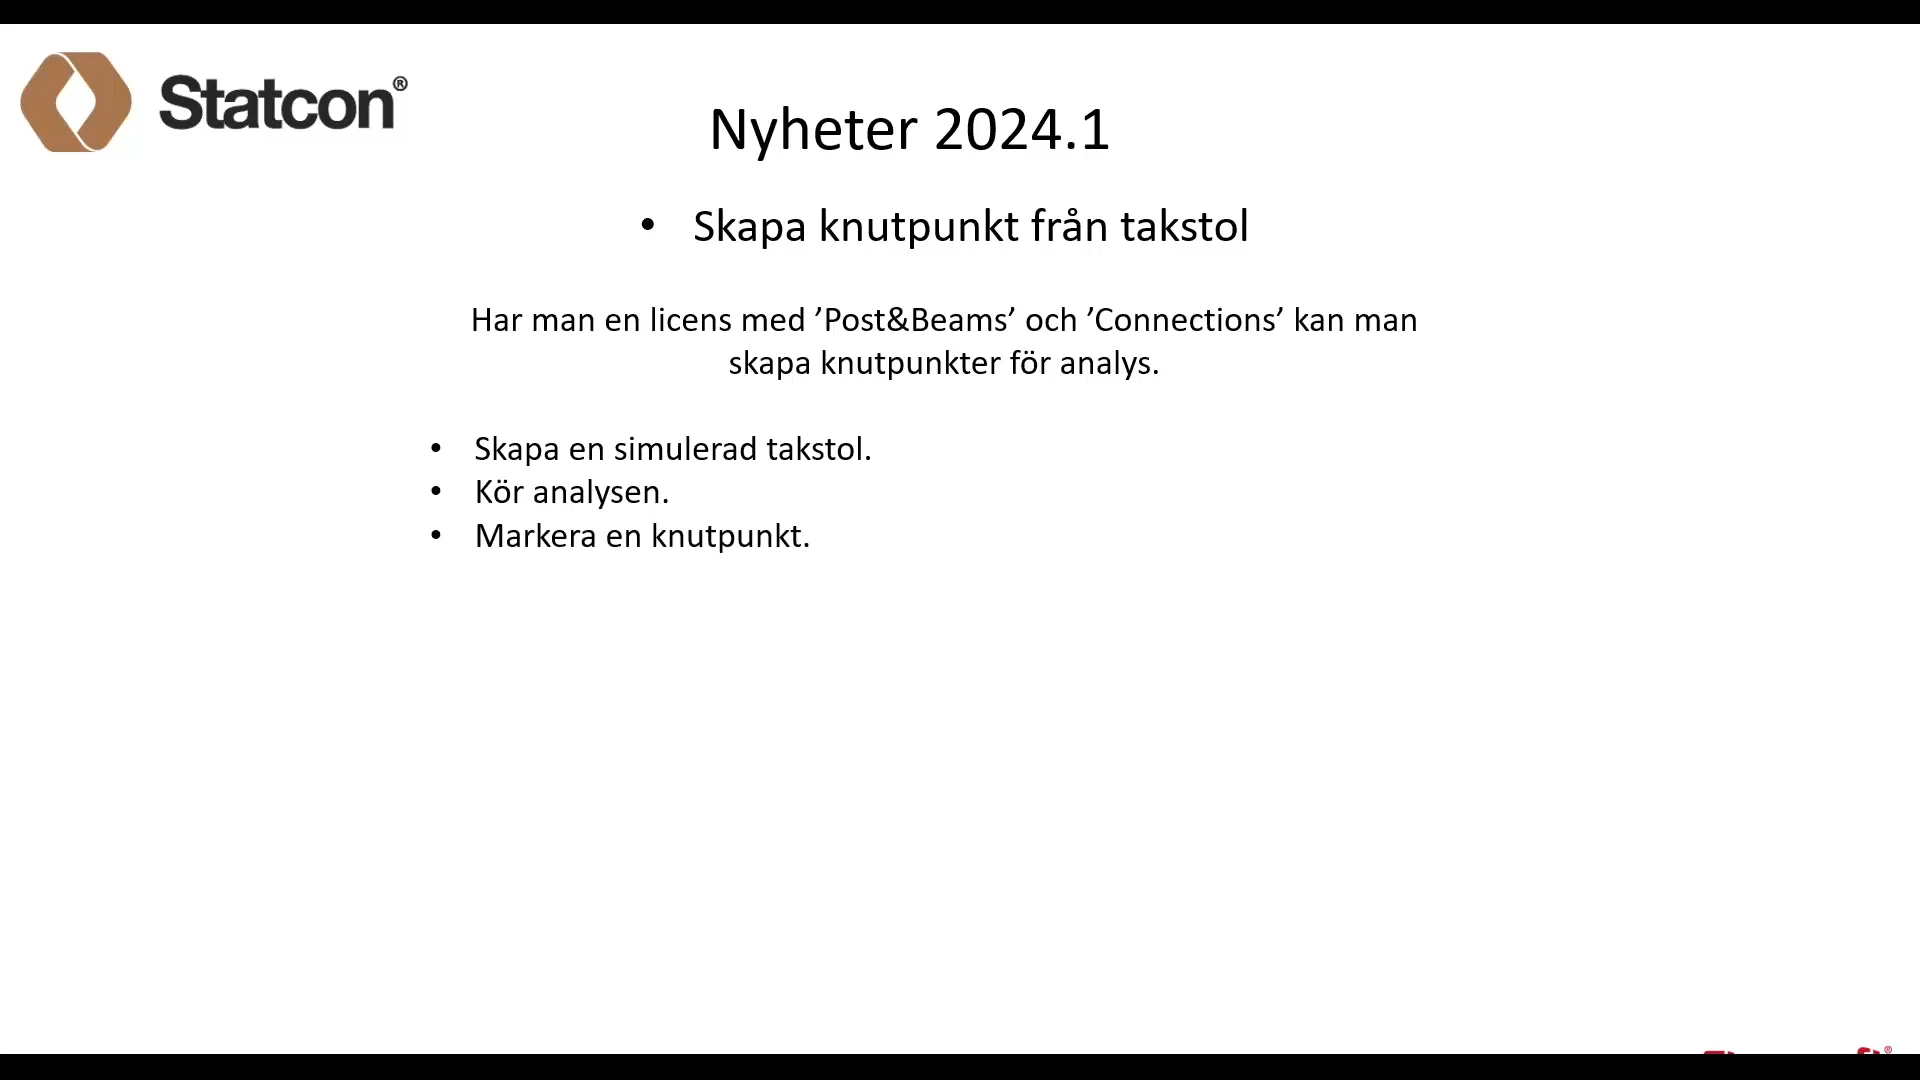 Statcon®
Nyheter 2024.1
• Skapa knutpunkt från takstol
Har man en licens med ’Post&Beams’ och ’Connections’ kan man
skapa knutpunkter för analys.
• Skapa en simulerad takstol.
• Kör analysen.
• Markera en knutpunkt.